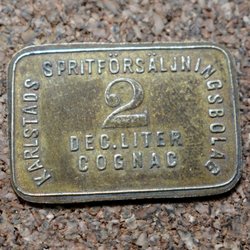 KARLSTADS SPRITFÖRSÄLJNINGSBOLAG
2
DEC.LITER
COGNAC